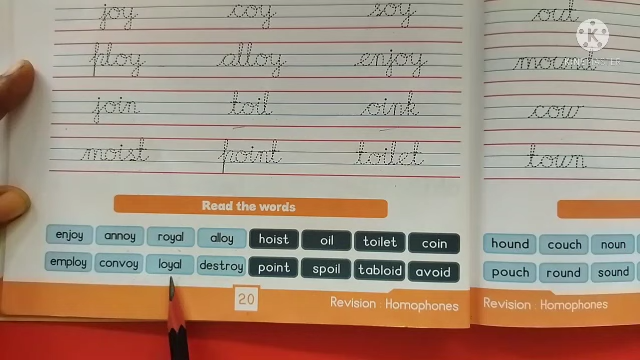 joy coy soy
ploy alloy enjoy
join toil oink
moist point toilet
Read the words
enjoy annoy royal alloy hoist oil toilet coin
employ convoy loyal destroy point spoil tabloid avoid
20
Revision : Homophones
out
mound
cow
town
hound couch noun
pouch round sound
Revision : Homophones